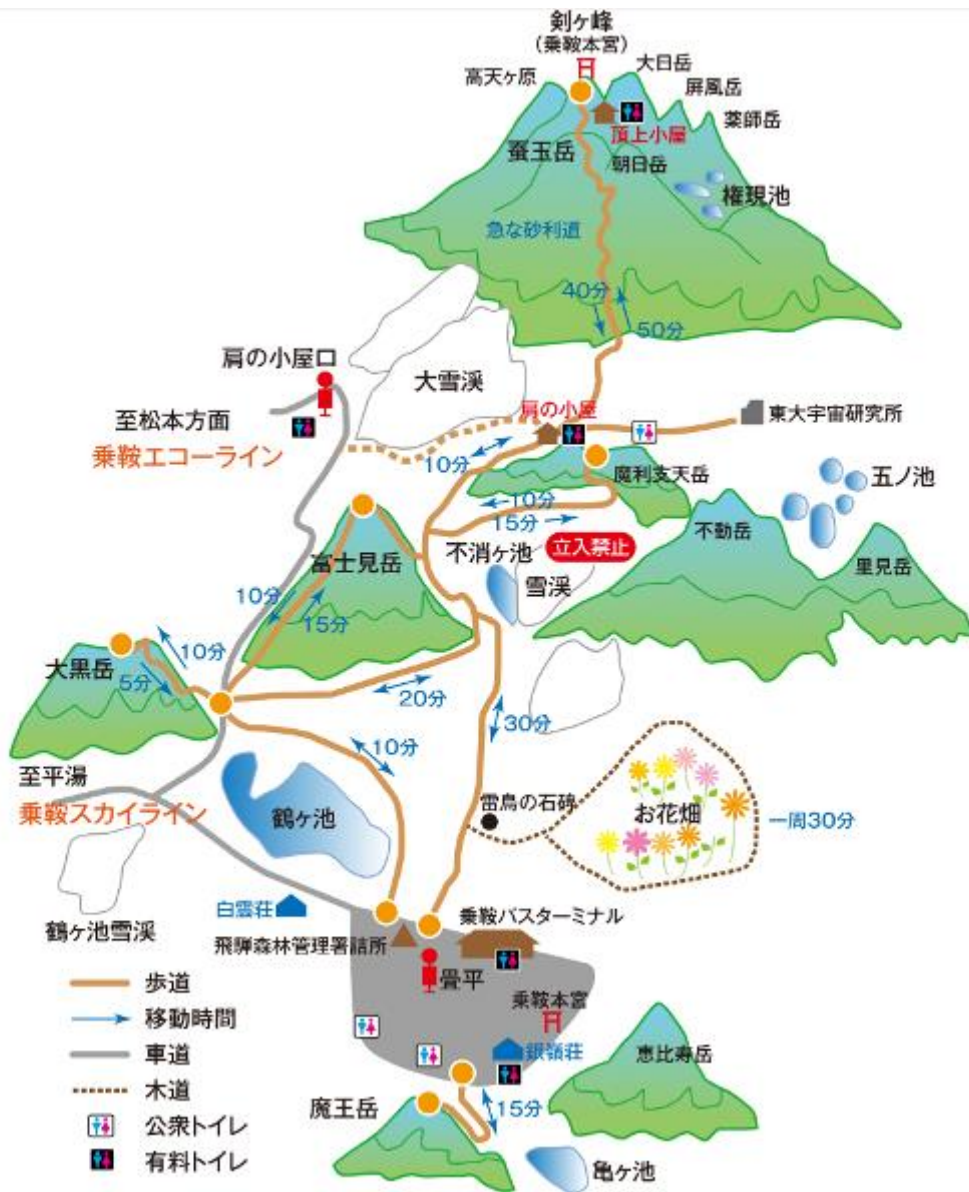 剣ヶ峰
(乗鞍本宮)
大日岳
高天ヶ原
屏風岳
薬師岳
頂上小屋
蚕玉岳
朝日岳
権現池
急な砂利道
40分
50分
肩の小屋口
大雪渓
至松本方面
乗鞍エコーライン
肩の小屋
東大宇宙研究所
10分
魔利支天岳
五ノ池
10分
15分
不動岳
富士見岳
不消ヶ池
立入禁止
雪渓
里見岳
10分
15分
大黒岳
10分
5分
20分
30分
10分
至平湯
乗鞍スカイライン
鶴ヶ池
雷鳥の石碑
お花畑
一周30分
鶴ヶ池雪渓
白雲荘
飛騨森林管理署詰所
乗鞍バスターミナル
畳平
乗鞍本宮
銀嶺荘
恵比寿岳
魔王岳
15分
亀ヶ池
歩道
移動時間
車道
木道
公衆トイレ
有料トイレ